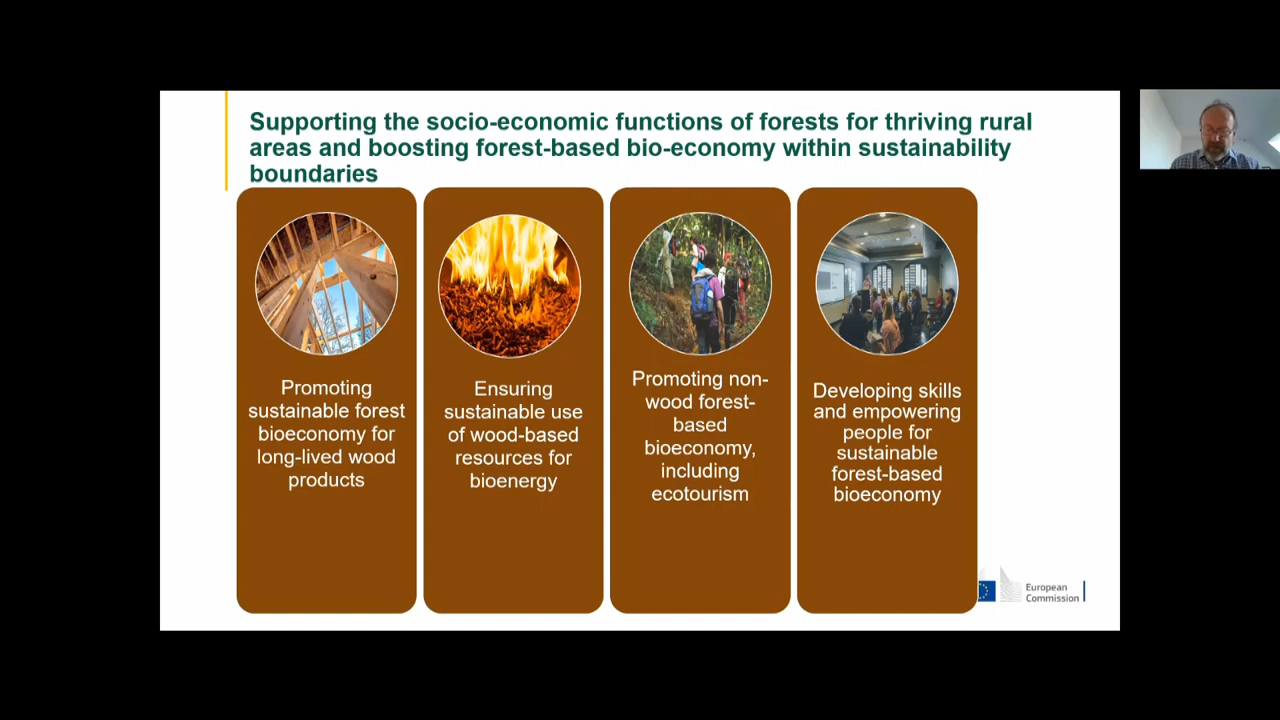 Supporting the socio-economic functions of forests for thriving rural
areas and boosting forest-based bio-economy within sustainability
boundaries
Promoting
sustainable forest
bioeconomy for
long-lived wood
products
Ensuring
sustainable use
of wood-based
resources for
bioenergy
Promoting non-
wood forest-
based
bioeconomy,
including
ecotourism
Developing skills
and empowering
people for
sustainable
forest-based
bioeconomy
European
Commission